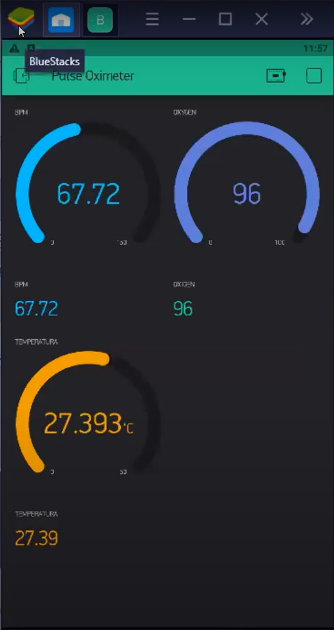 B
11:57
BlueStacks
Pulse Oximeter
BPM OXYGEN
67.72 96
0 150 0 100
BPM OXYGEN
67.72 96
TEMPERATURA
27.393°C
0 50
TEMPERATURA
27.39